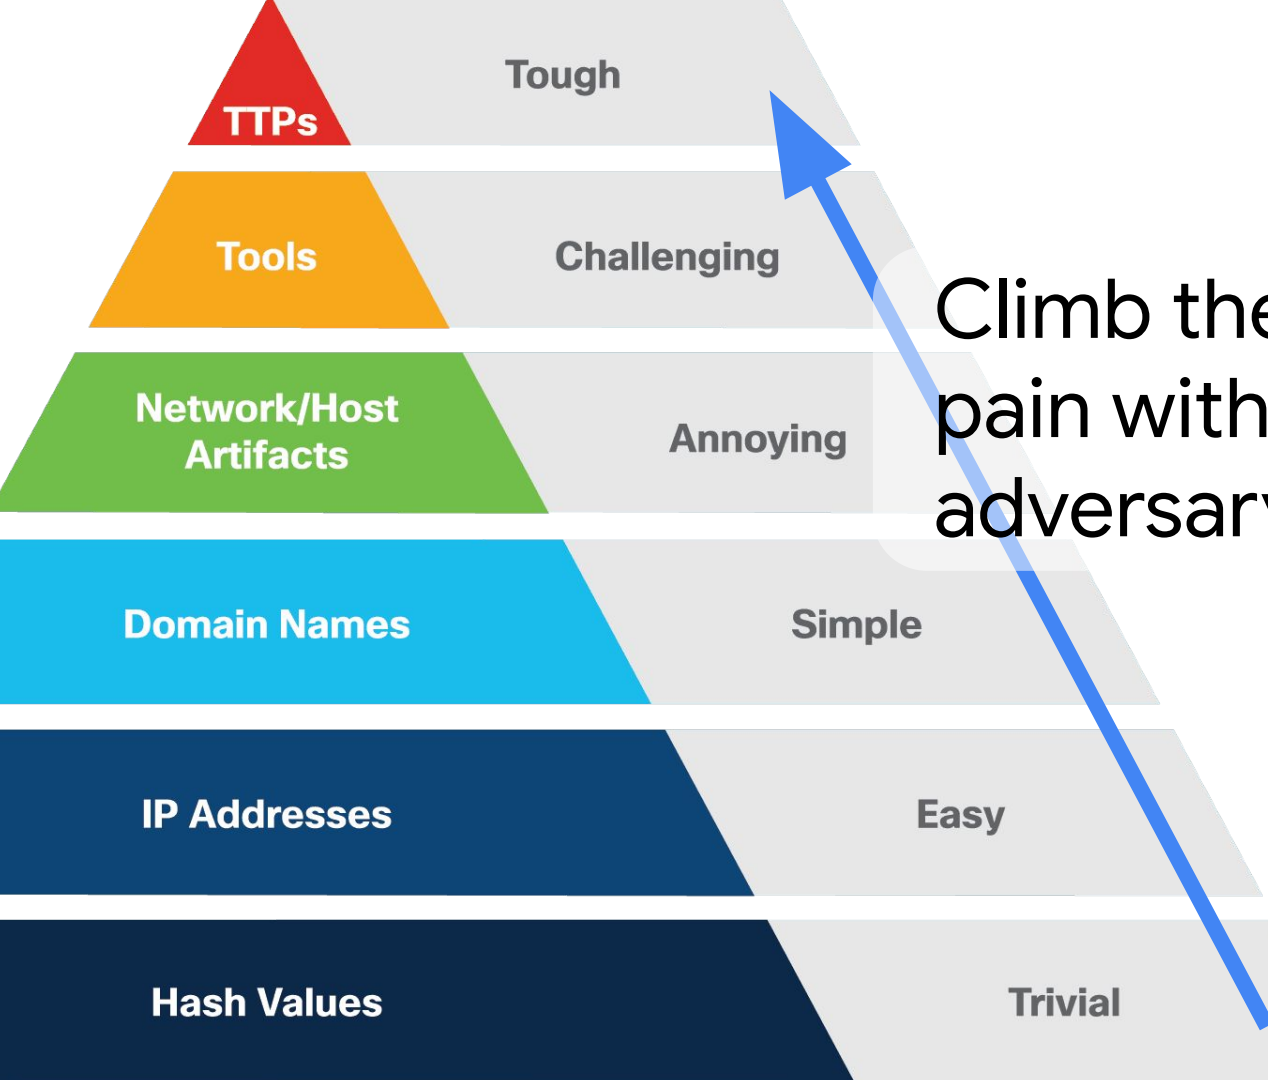 Tough
TTPs
Tools
Challenging
Climb the
pain with
adversary
Network/Host
Artifacts
Annoying
Domain Names
Simple
IP Addresses
Easy
Hash Values
Trivial